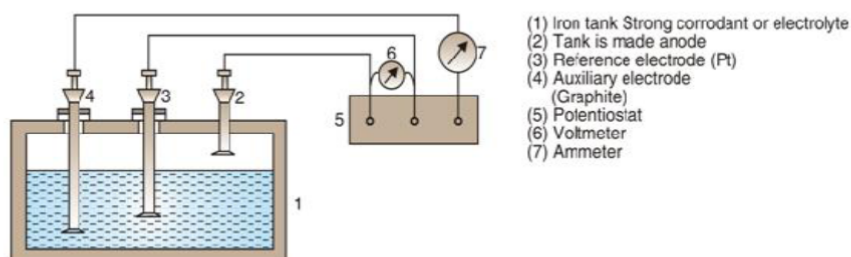 6
7
4
3
2
5
1
(1) Iron tank Strong corrodant or electrolyte
(2) Tank is made anode
(3) Reference electrode (Pt)
(4) Auxiliary electrode
(Graphite)
(5) Potentiostat
(6) Voltmeter
(7) Ammeter